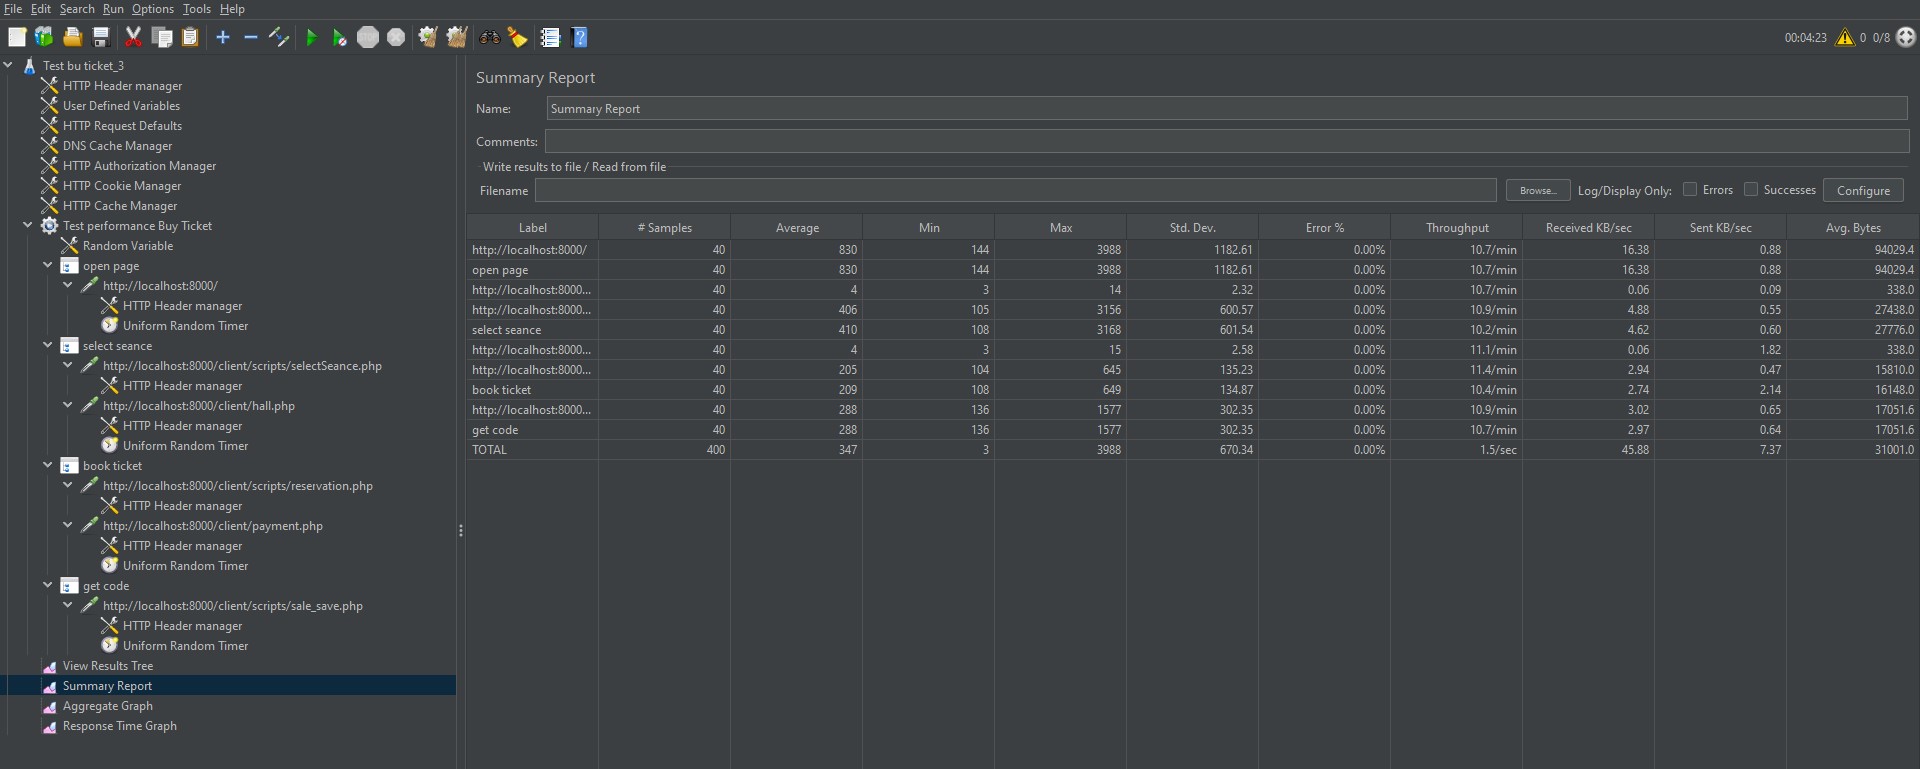 File Edit Search Run Options Tools Help
00:04:23 0 0/8
Test bu ticket_3
HTTP Header manager
User Defined Variables
HTTP Request Defaults
DNS Cache Manager
HTTP Authorization Manager
HTTP Cookie Manager
HTTP Cache Manager
Test performance Buy Ticket
Random Variable
open page
http://localhost:8000/
HTTP Header manager
Uniform Random Timer
select seance
http://localhost:8000/client/scripts/selectSeance.php
HTTP Header manager
http://localhost:8000/client/hall.php
HTTP Header manager
Uniform Random Timer
book ticket
http://localhost:8000/client/scripts/reservation.php
HTTP Header manager
http://localhost:8000/client/payment.php
HTTP Header manager
Uniform Random Timer
get code
http://localhost:8000/client/scripts/sale_save.php
HTTP Header manager
Uniform Random Timer
View Results Tree
Summary Report
Aggregate Graph
Response Time Graph
Summary Report
Name: Summary Report
Comments:
Write results to file / Read from file
Filename Browse... Log/Display Only: Errors Successes Configure
Label # Samples Average Min Max Std. Dev. Error % Throughput Received KB/sec Sent KB/sec Avg. Bytes
http://localhost:8000/ 40 830 144 3988 1182.61 0.00% 10.7/min 16.38 0.88 94029.4
open page 40 830 144 3988 1182.61 0.00% 10.7/min 16.38 0.88 94029.4
http://localhost:8000... 40 4 3 14 2.32 0.00% 10.7/min 0.06 0.09 338.0
http://localhost:8000... 40 406 105 3156 600.57 0.00% 10.9/min 4.88 0.55 27438.0
select seance 40 410 108 3168 601.54 0.00% 10.2/min 4.62 0.60 27776.0
http://localhost:8000... 40 4 3 15 2.58 0.00% 11.1/min 0.06 1.82 338.0
http://localhost:8000... 40 205 104 645 135.23 0.00% 11.4/min 2.94 0.47 15810.0
book ticket 40 209 108 649 134.87 0.00% 10.4/min 2.74 2.14 16148.0
http://localhost:8000... 40 288 136 1577 302.35 0.00% 10.9/min 3.02 0.65 17051.6
get code 40 288 136 1577 302.35 0.00% 10.7/min 2.97 0.64 17051.6
TOTAL 400 347 3 3988 670.34 0.00% 1.5/sec 45.88 7.37 31001.0